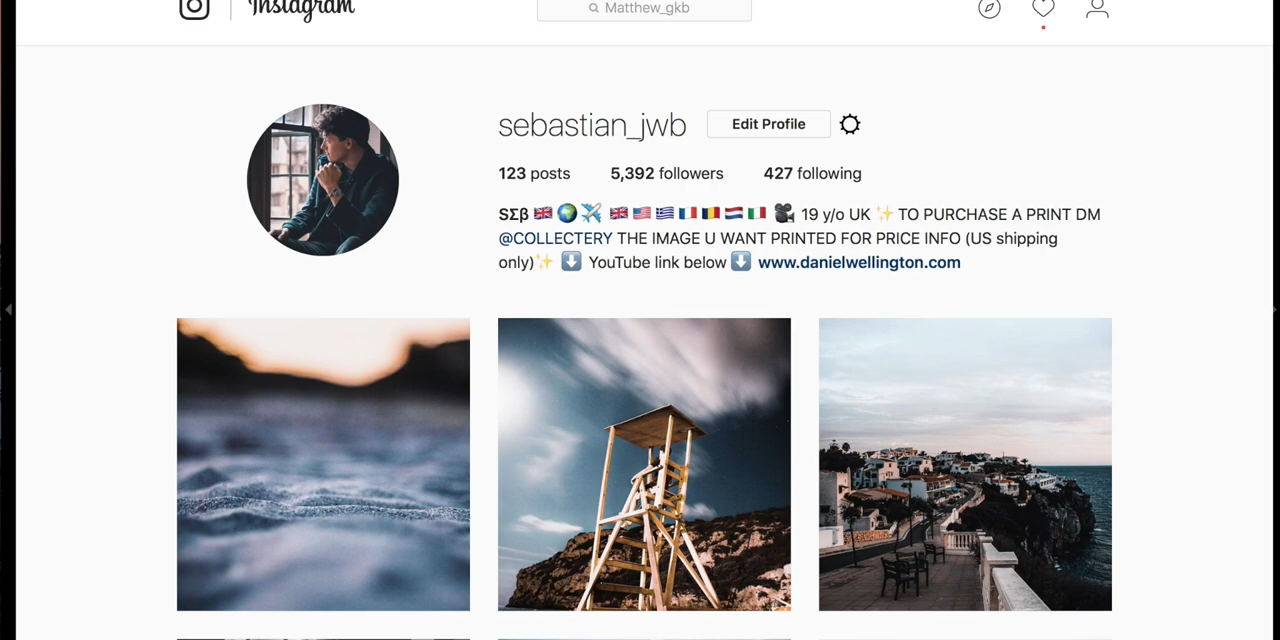 Instagram
Matthew_gkb
sebastian_jwb Edit Profile
123 posts 5,392 followers 427 following
SΣβ 🇬🇧 🌍 ✈️ 🇬🇧 🇺🇸 🇬🇷 🇫🇷 🇧🇪 🇳🇱 🇮🇹 🎥 19 y/o UK ✨ TO PURCHASE A PRINT DM
@COLLECTERY THE IMAGE U WANT PRINTED FOR PRICE INFO (US shipping
only)✨ ⬇️ YouTube link below ⬇️ www.danielwellington.com